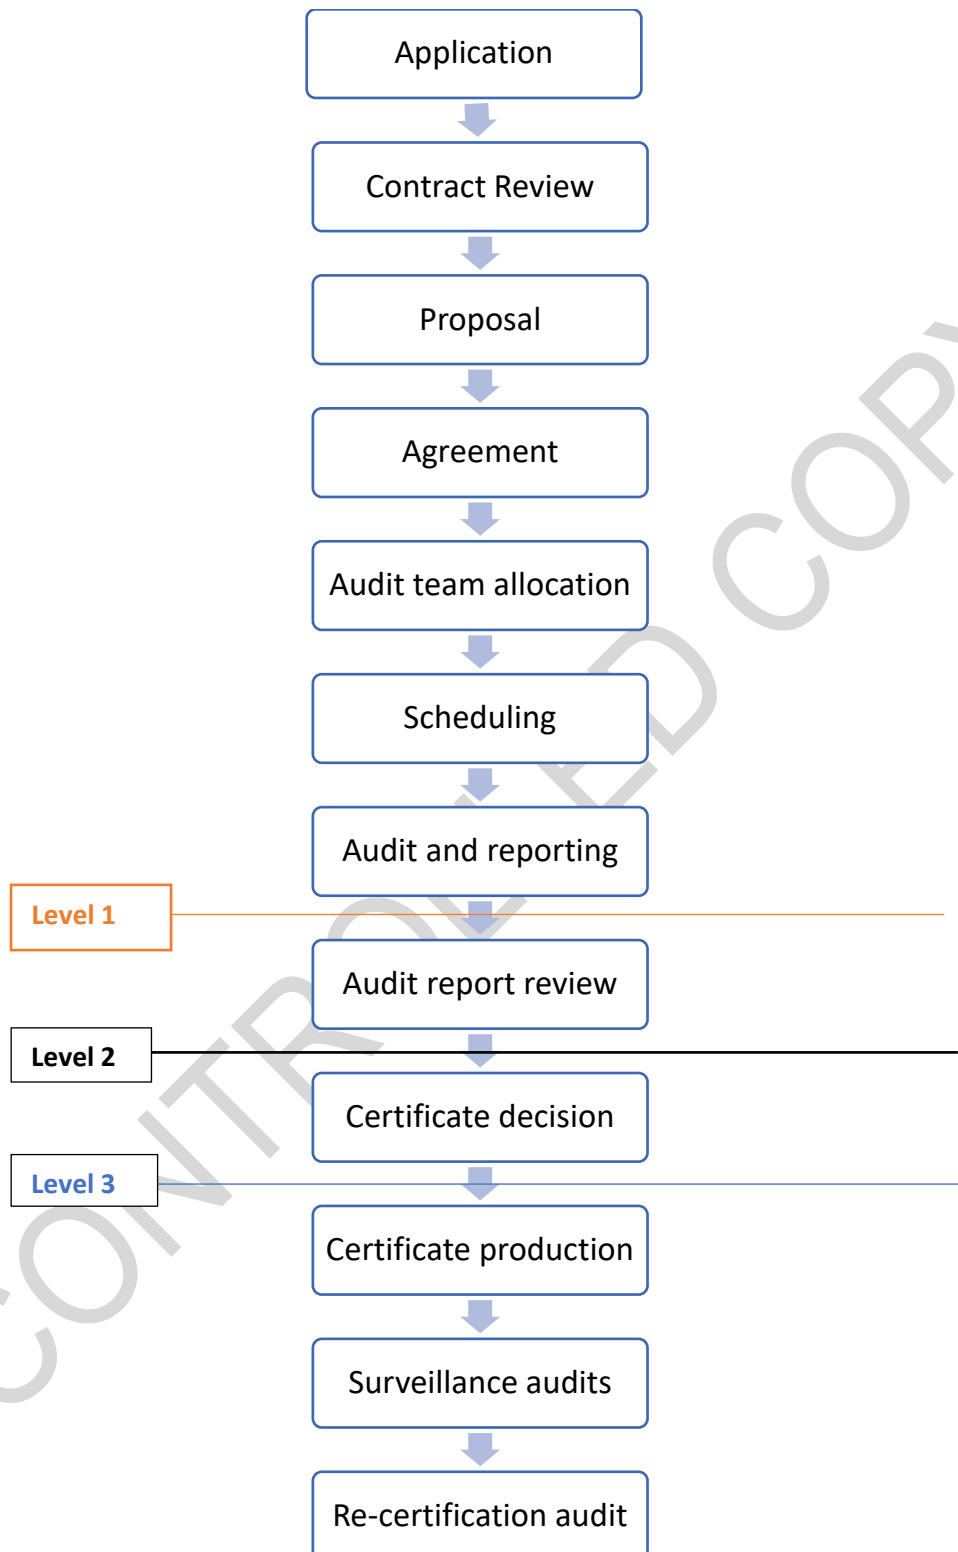 Application
Contract Review
Proposal
Agreement
Audit team allocation
Scheduling
Audit and reporting
Level 1
Audit report review
Level 2
Certificate decision
Level 3
Certificate production
Surveillance audits
Re-certification audit
CONTROLLED COPY